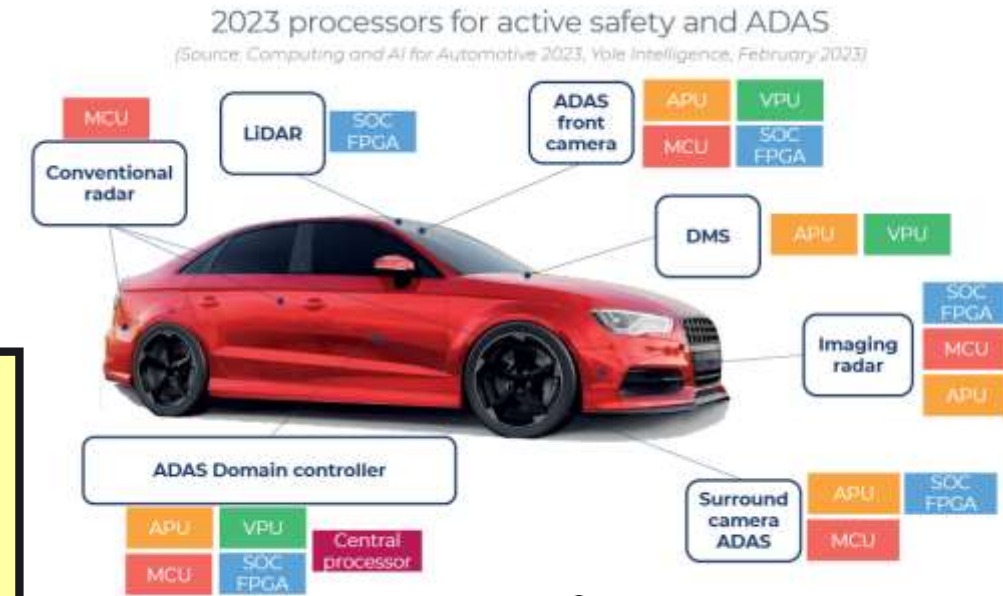 2023 processors for active safety and ADAS
(Source: Computing and AI for Automotive 2023, Yole Intelligence, February 2023)
MCU
Conventional
radar
LiDAR
SOC
FPGA
ADAS
front
camera
APU
VPU
MCU
SOC
FPGA
DMS
APU
VPU
Imaging
radar
SOC
FPGA
MCU
APU
ADAS Domain controller
APU
VPU
MCU
SOC
FPGA
Central
processor
Surround
camera
ADAS
APU
SOC
FPGA
MCU